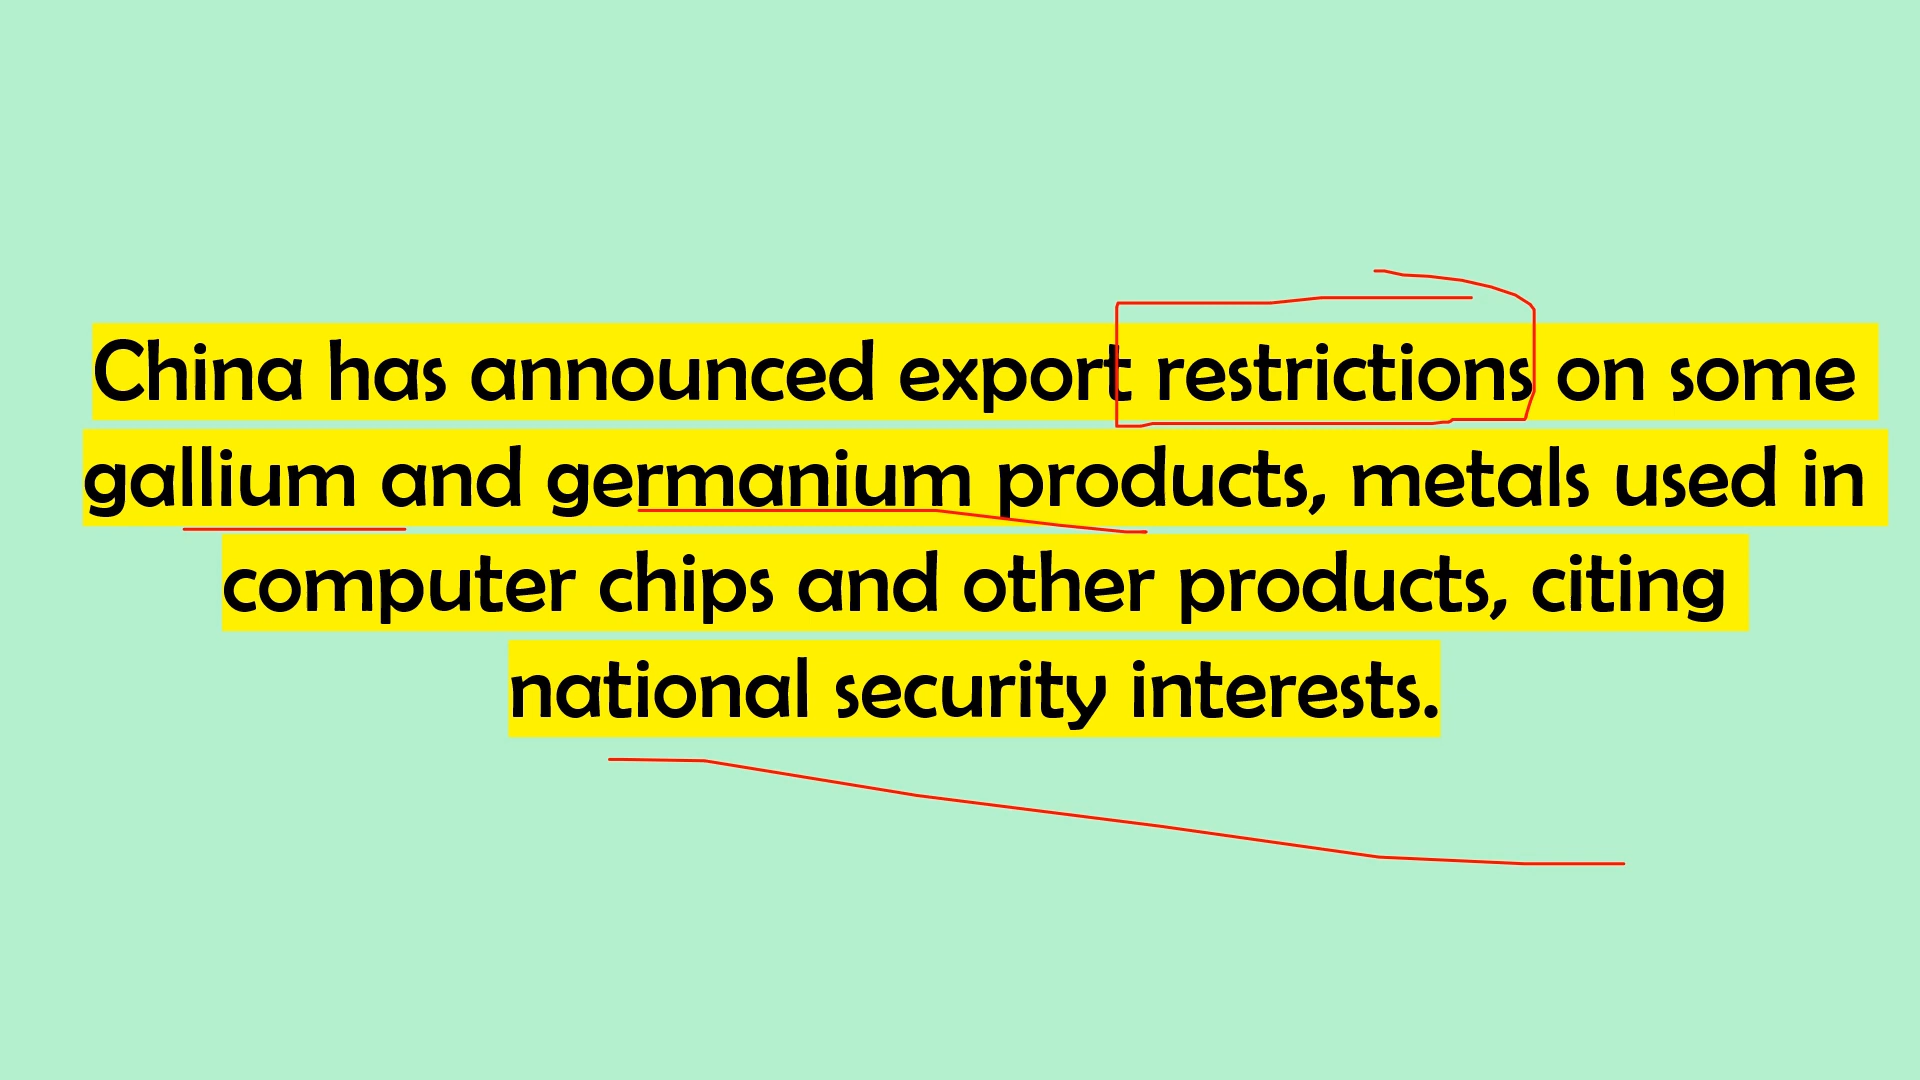 China has announced export restrictions on some
gallium and germanium products, metals used in
computer chips and other products, citing
national security interests.